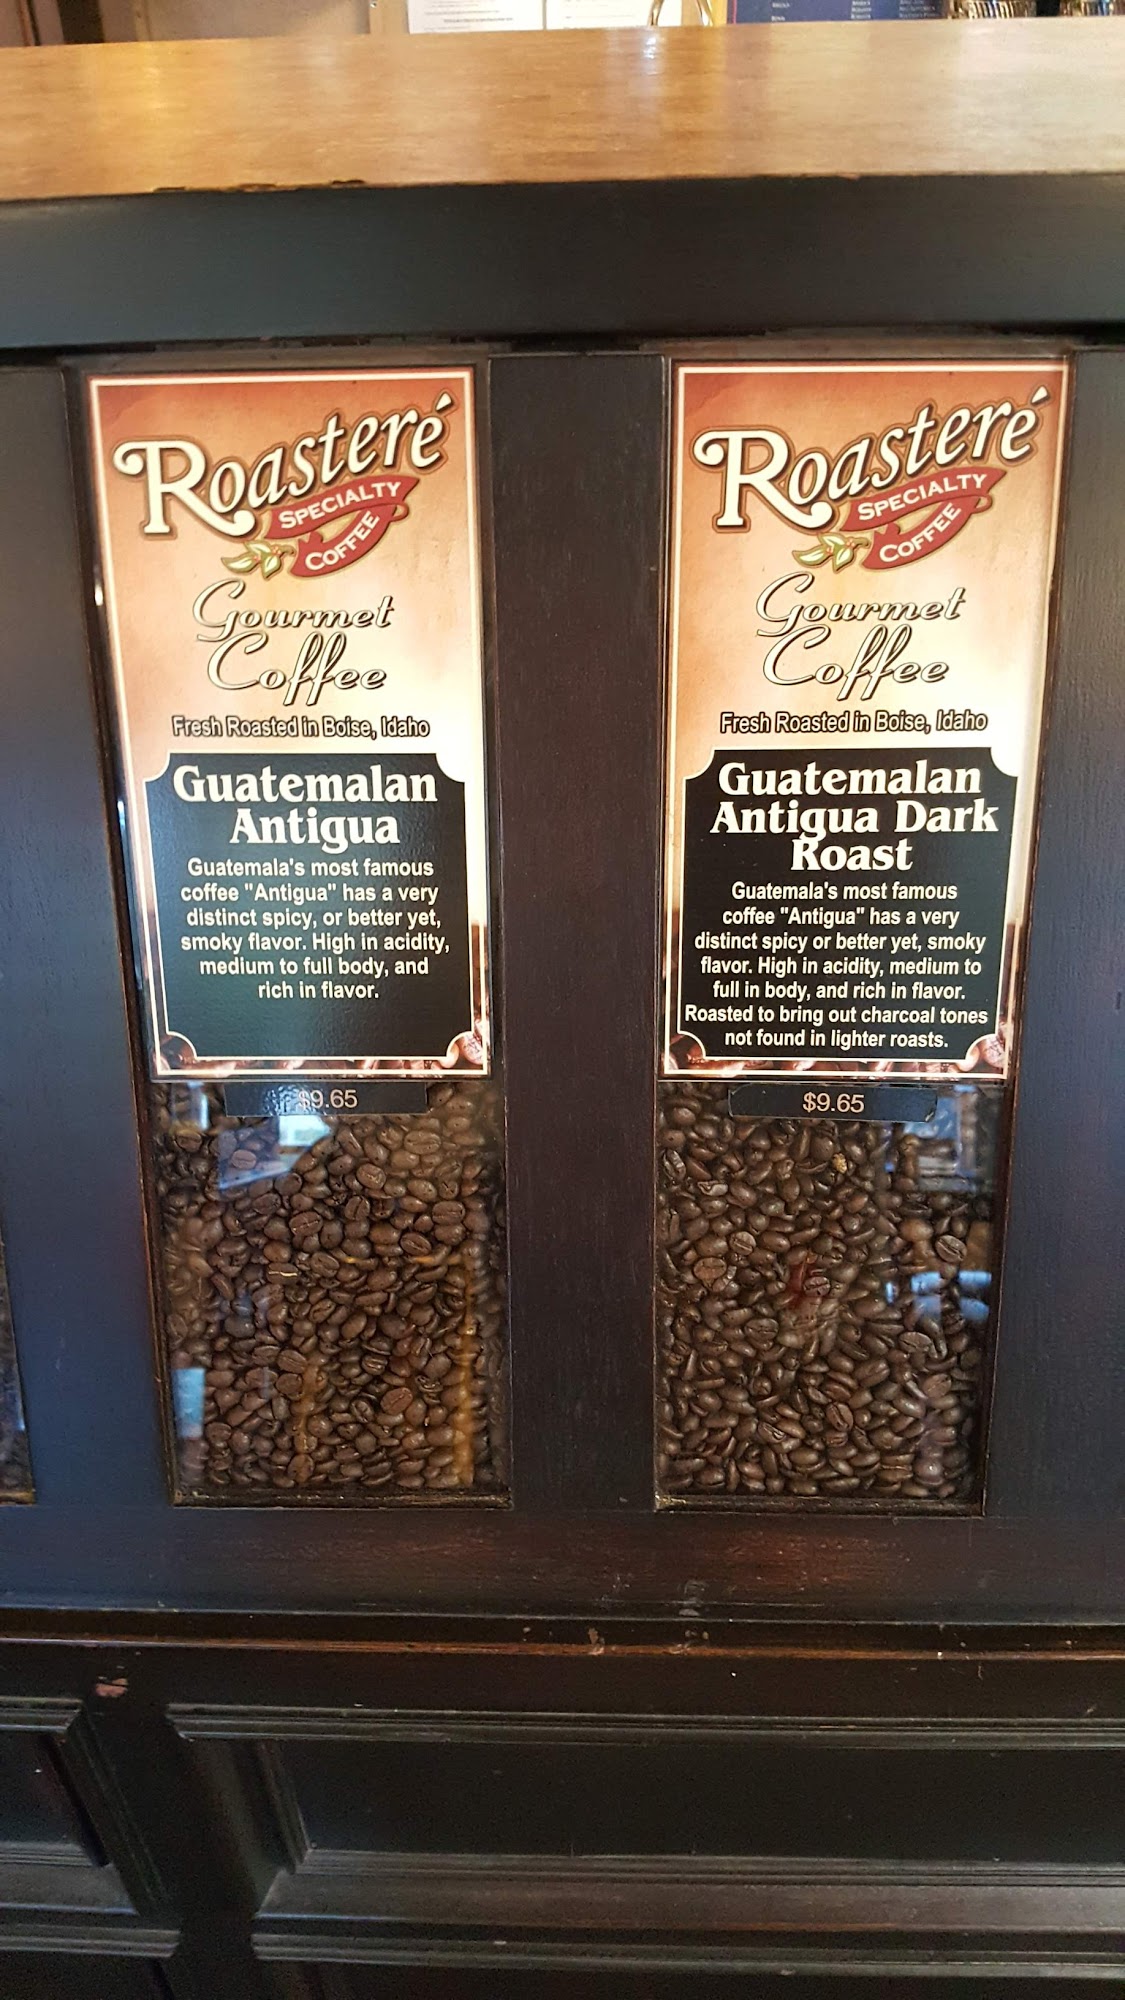 Roasteré
SPECIALTY
COFFEE
Gourmet
Coffee
Fresh Roasted in Boise, Idaho
Guatemalan
Antigua
Guatemala's most famous
coffee "Antigua" has a very
distinct spicy, or better yet,
smoky flavor. High in acidity,
medium to full body, and
rich in flavor.
$9.65
Roasteré
SPECIALTY
COFFEE
Gourmet
Coffee
Fresh Roasted in Boise, Idaho
Guatemalan
Antigua Dark
Roast
Guatemala's most famous
coffee "Antigua" has a very
distinct spicy or better yet, smoky
flavor. High in acidity, medium to
full in body, and rich in flavor.
Roasted to bring out charcoal tones
not found in lighter roasts.
$9.65